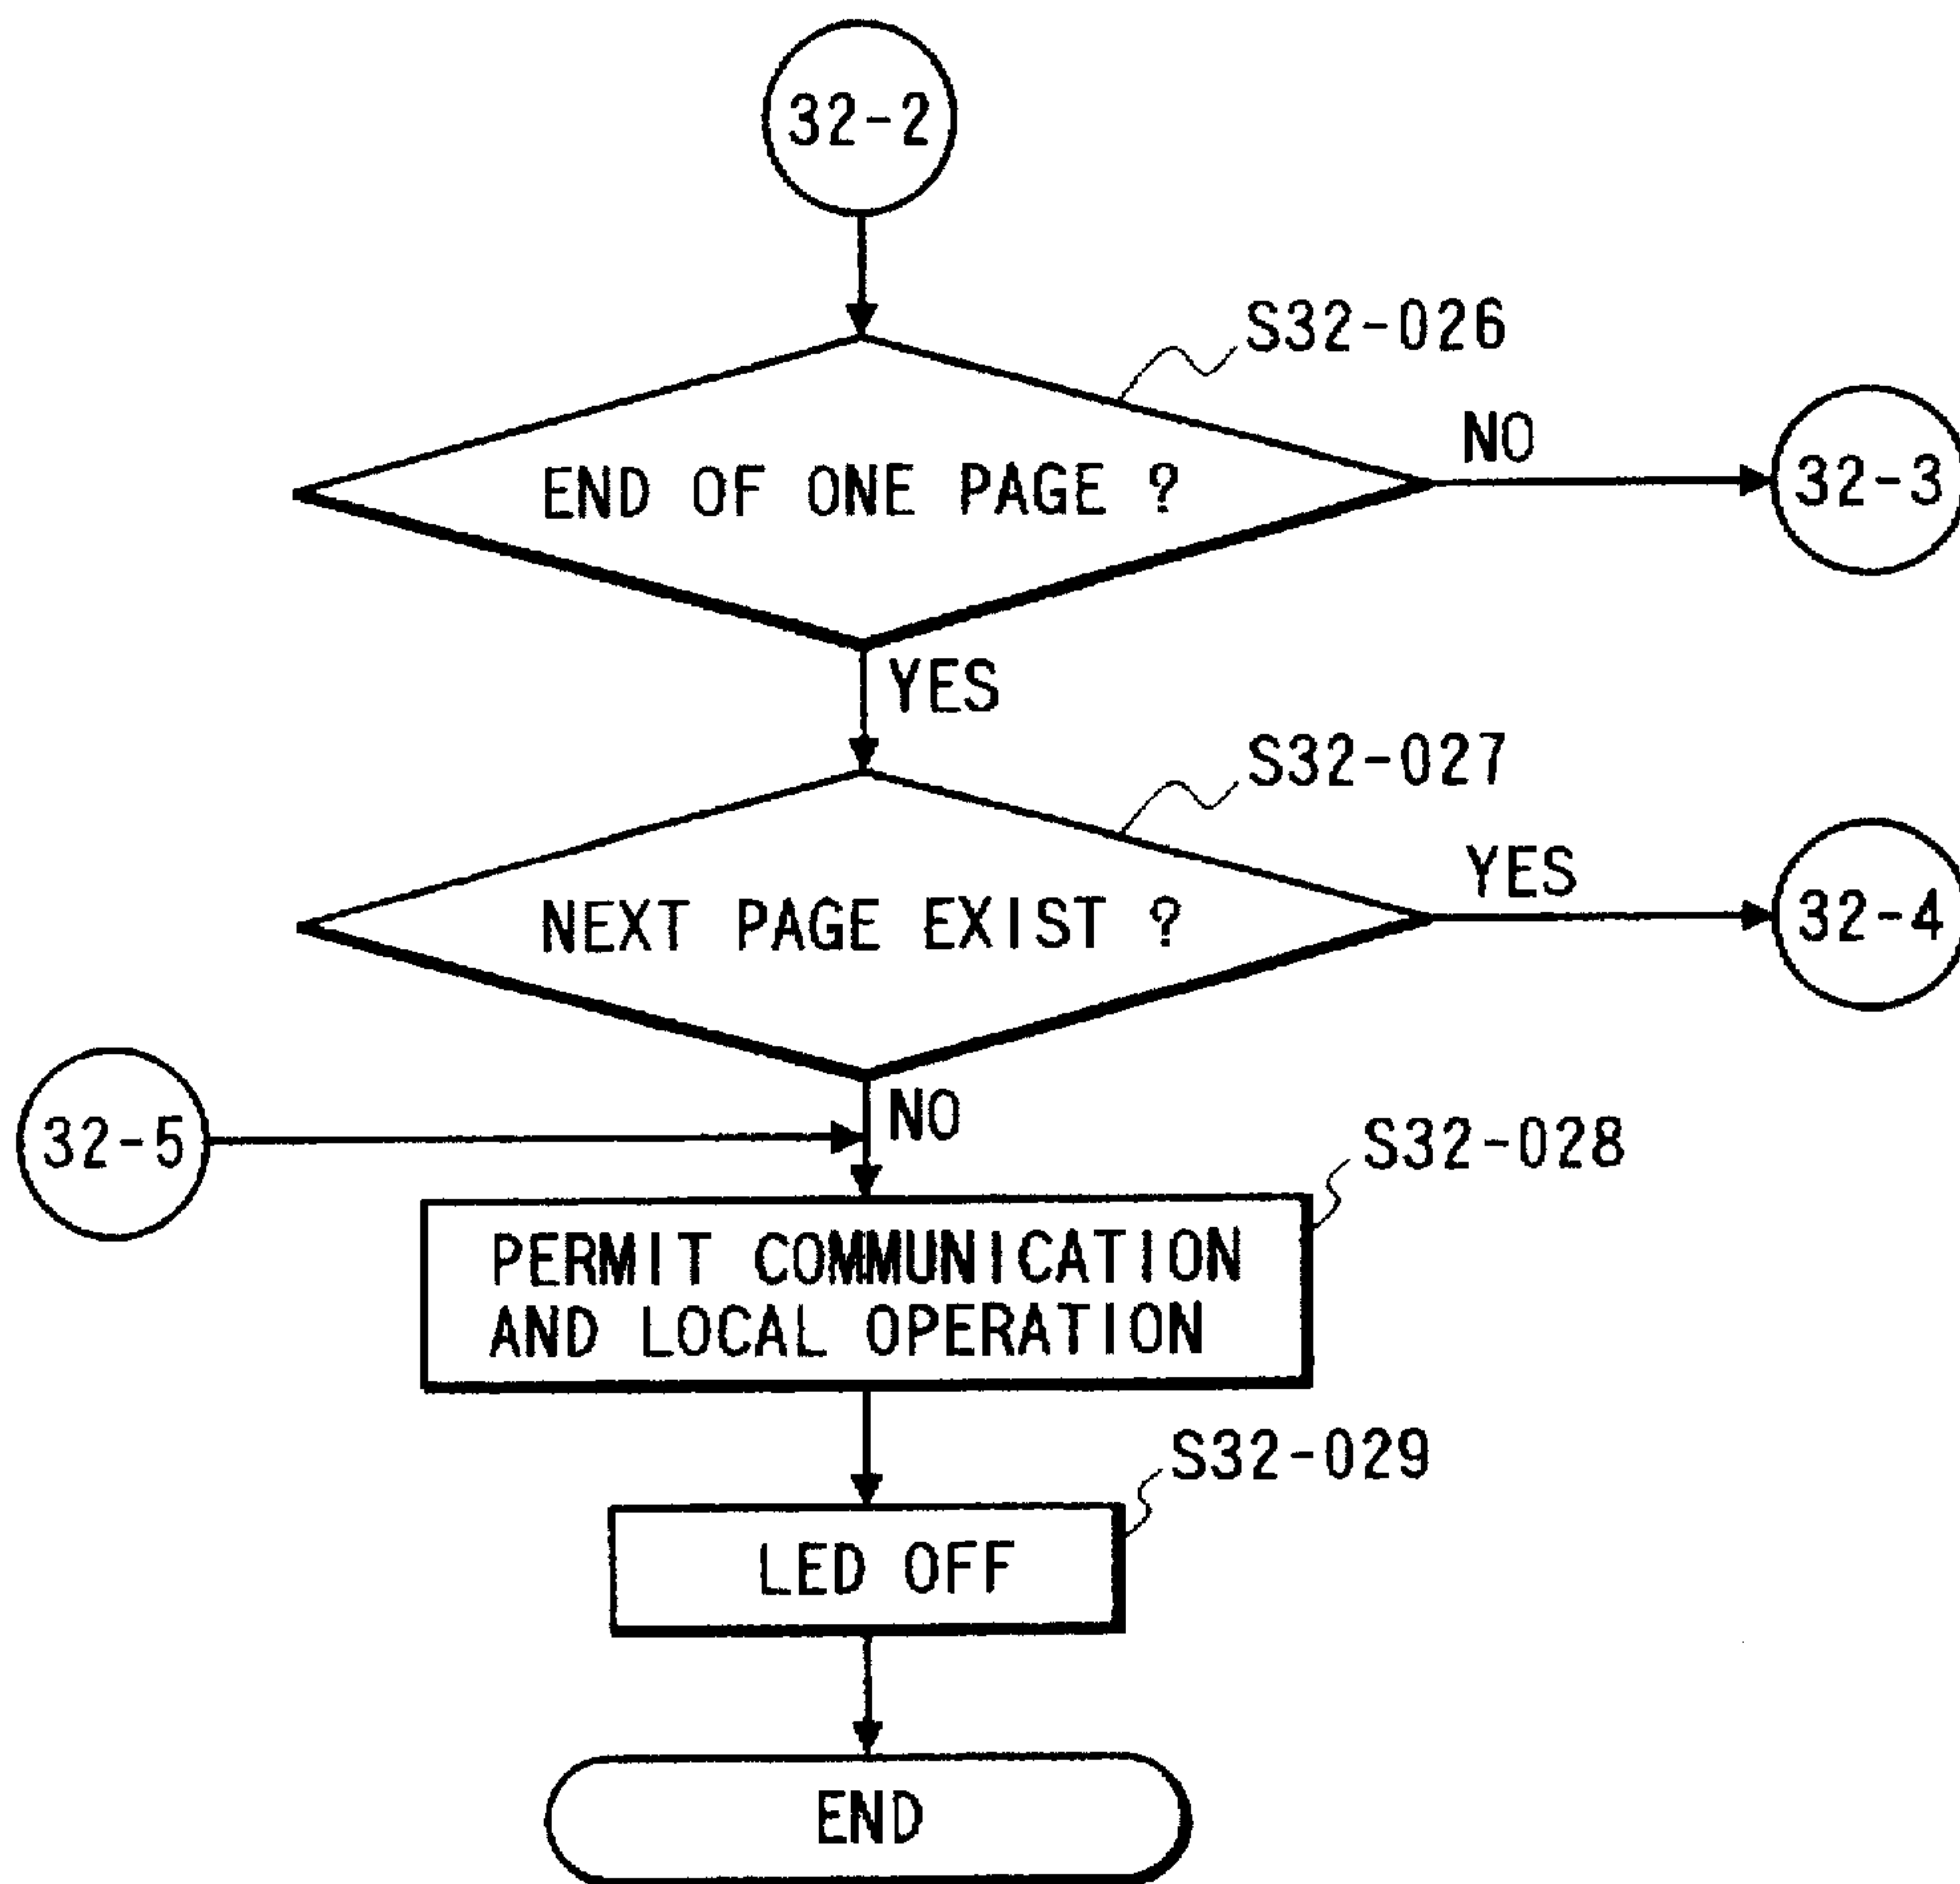 32-2
S32-026
NO
END OF ONE PAGE ?
32-3
YES
S32-027
YES
NEXT PAGE EXIST ?
32-4
NO
32-5
S32-028
PERMIT COMMUNICATION
AND LOCAL OPERATION
S32-029
LED OFF
END